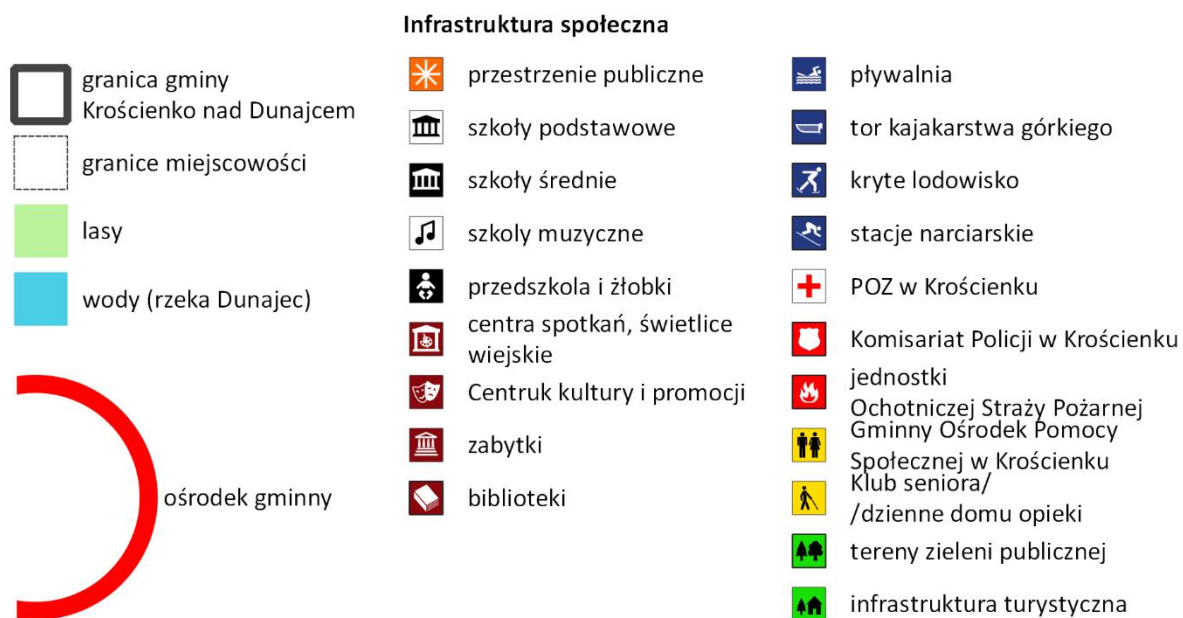 Infrastruktura społeczna
granica gminy
Krościenko nad Dunajcem
granice miejscowości
lasy
wody (rzeka Dunajec)
ośrodek gminny
przestrzenie publiczne
szkoły podstawowe
szkoły średnie
szkoly muzyczne
przedszkola i żłobki
centra spotkań, świetlice
wiejskie
Centruk kultury i promocji
zabytki
biblioteki
pływalnia
tor kajakarstwa górkiego
kryte lodowisko
stacje narciarskie
POZ w Krościenku
Komisariat Policji w Krościenku
jednostki
Ochotniczej Straży Pożarnej
Gminny Ośrodek Pomocy
Społecznej w Krościenku
Klub seniora/
/dzienne domu opieki
tereny zieleni publicznej
infrastruktura turystyczna